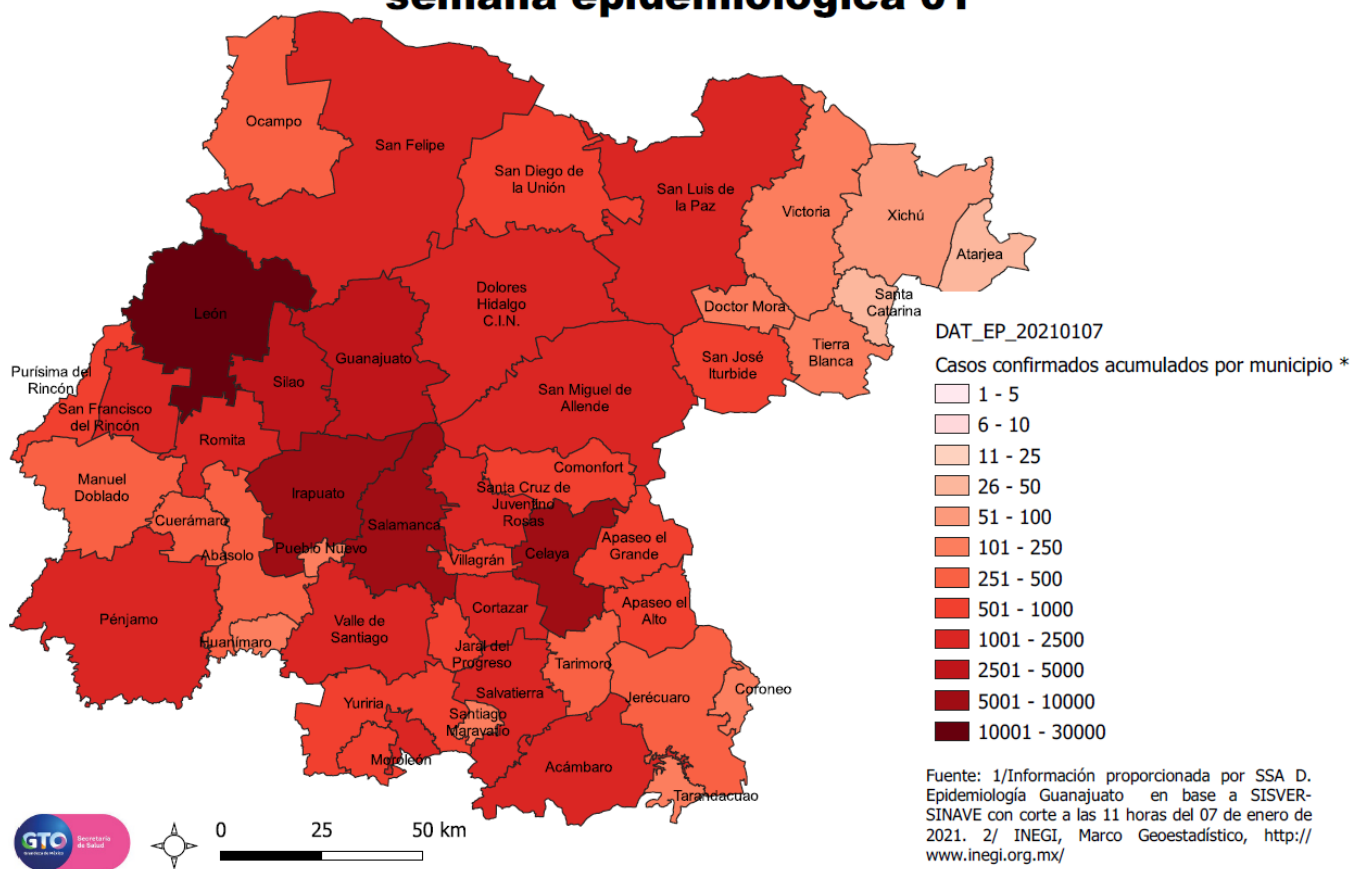 semana epidemiológica 01
Ocampo
San Felipe
San Diego de
la Unión
San Luis de
la Paz
Victoria
Xichú
Atarjea
León
Dolores
Hidalgo
C.I.N.
Doctor Mora
Santa
Catarina
Guanajuato
Silao
Tierra
Blanca
San José
Iturbide
Purísima del
Rincón
San Francisco
del Rincón
San Miguel de
Allende
Romita
Manuel
Doblado
Irapuato
Comonfort
Santa Cruz de
Juventino
Rosas
Cuerámaro
Salamanca
Abasolo
Pueblo Nuevo
Villagrán
Celaya
Apaseo el
Grande
Pénjamo
Valle de
Santiago
Cortazar
Apaseo el
Alto
Huanímaro
Jaral del
Progreso
Tarimoro
Yuriria
Salvatierra
Jerécuaro
Coroneo
Santiago
Maravatío
Moroleón
Acámbaro
Tarandacuao
DAT_EP_20210107
Casos confirmados acumulados por municipio *
1 - 5
6 - 10
11 - 25
26 - 50
51 - 100
101 - 250
251 - 500
501 - 1000
1001 - 2500
2501 - 5000
5001 - 10000
10001 - 30000
Fuente: 1/Información proporcionada por SSA D.
Epidemiología Guanajuato en base a SISVER-
SINAVE con corte a las 11 horas del 07 de enero de
2021. 2/ INEGI, Marco Geoestadístico, http://
www.inegi.org.mx/
GTO
Secretaría
de Salud
0 25 50 km